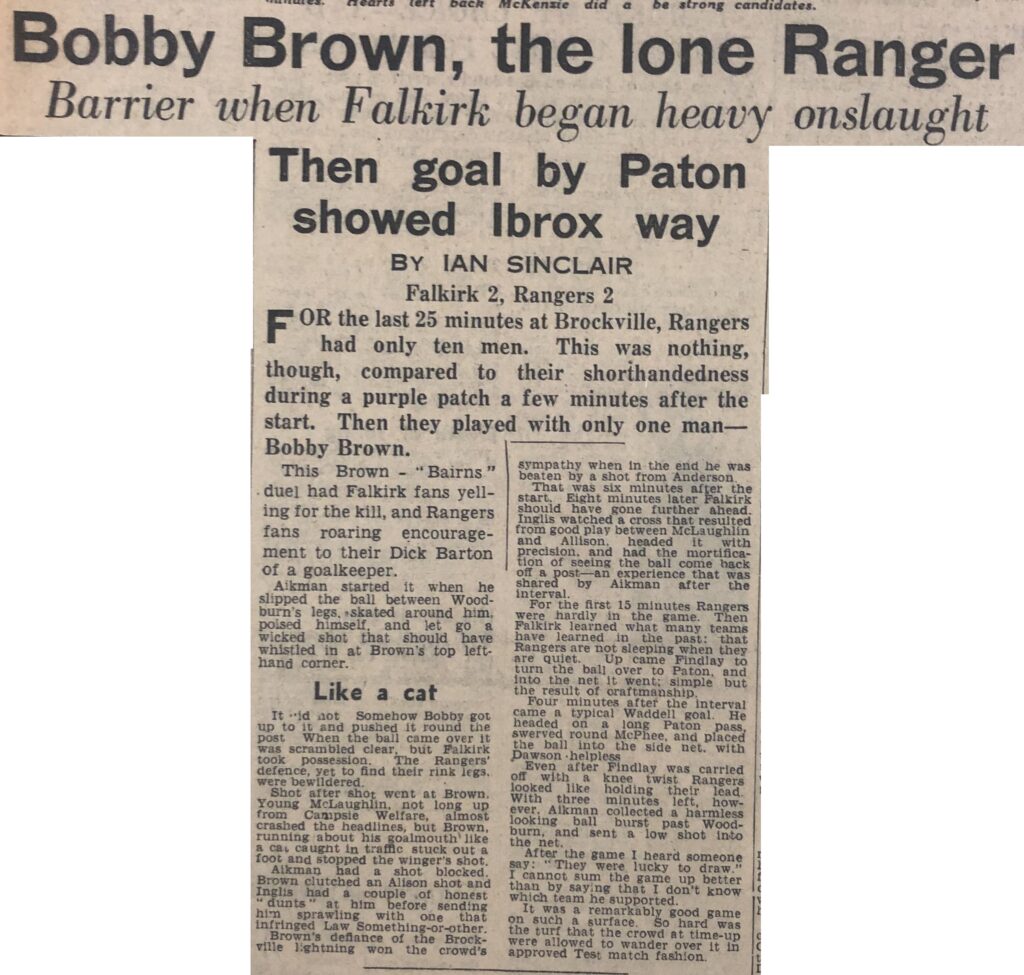 minutes. Hearts left back McKenzie did a be strong candidates.
Bobby Brown, the lone Ranger
Barrier when Falkirk began heavy onslaught
Then goal by Paton
showed Ibrox way
BY IAN SINCLAIR
Falkirk 2, Rangers 2
FOR the last 25 minutes at Brockville, Rangers
had only ten men. This was nothing,
though, compared to their shorthandedness
during a purple patch a few minutes after the
start. Then they played with only one man—
Bobby Brown.
This Brown - "Bairns"
duel had Falkirk fans yell-
ing for the kill, and Rangers
fans roaring encourage-
ment to their Dick Barton
of a goalkeeper.
Aikman started it when he
slipped the ball between Wood-
burn's legs, skated around him,
poised himself, and let go a
wicked shot that should have
whistled in at Brown's top left-
hand corner.
Like a cat
It did not Somehow Bobby got
up to it and pushed it round the
post. When the ball came over it
was scrambled clear, but Falkirk
took possession. The Rangers'
defence, yet to find their rink legs,
were bewildered.
Shot after shot went at Brown.
Young McLaughlin, not long up
from Campsie Welfare, almost
crashed the headlines, but Brown,
running about his goalmouth like
a cat caught in traffic stuck out a
foot and stopped the winger's shot.
Aikman had a shot blocked.
Brown clutched an Alison shot and
Inglis had a couple of honest
"dunts" at him before sending
him sprawling with one that
infringed Law Something-or-other.
Brown's defiance of the Brock-
ville lightning won the crowd's
sympathy when in the end he was
beaten by a shot from Anderson.
That was six minutes after the
start. Eight minutes later Falkirk
should have gone further ahead.
Inglis watched a cross that resulted
from good play between McLaughlin
and Allison, headed it with
precision, and had the mortifica-
tion of seeing the ball come back
off a post—an experience that was
shared by Aikman after the
interval.
For the first 15 minutes Rangers
were hardly in the game. Then
Falkirk learned what many teams
have learned in the past: that
Rangers are not sleeping when they
are quiet. Up came Findlay to
turn the ball over to Paton, and
into the net it went; simple but
the result of craftmanship.
Four minutes after the interval
came a typical Waddell goal. He
headed on a long Paton pass,
swerved round McPhee, and placed
the ball into the side net, with
Dawson helpless
Even after Findlay was carried
off with a knee twist Rangers
looked like holding their lead.
With three minutes left, how-
ever, Aikman collected a harmless
looking ball burst past Wood-
burn, and sent a low shot into
the net.
After the game I heard someone
say: "They were lucky to draw."
I cannot sum the game up better
than by saying that I don't know
which team he supported.
It was a remarkably good game
on such a surface. So hard was
the turf that the crowd at time-up
were allowed to wander over it in
approved Test match fashion.